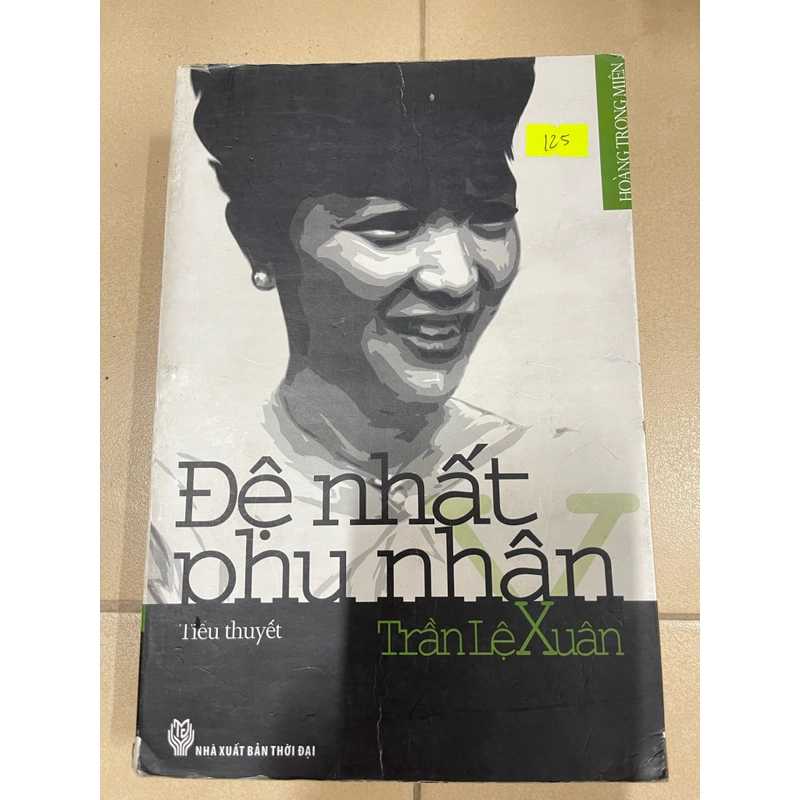 HOÀNG TRỌNG MIÊN
125
Đệ nhất
phu nhân
Tiểu thuyết
Trần Lệ Xuân
NHÀ XUẤT BẢN THỜI ĐẠI